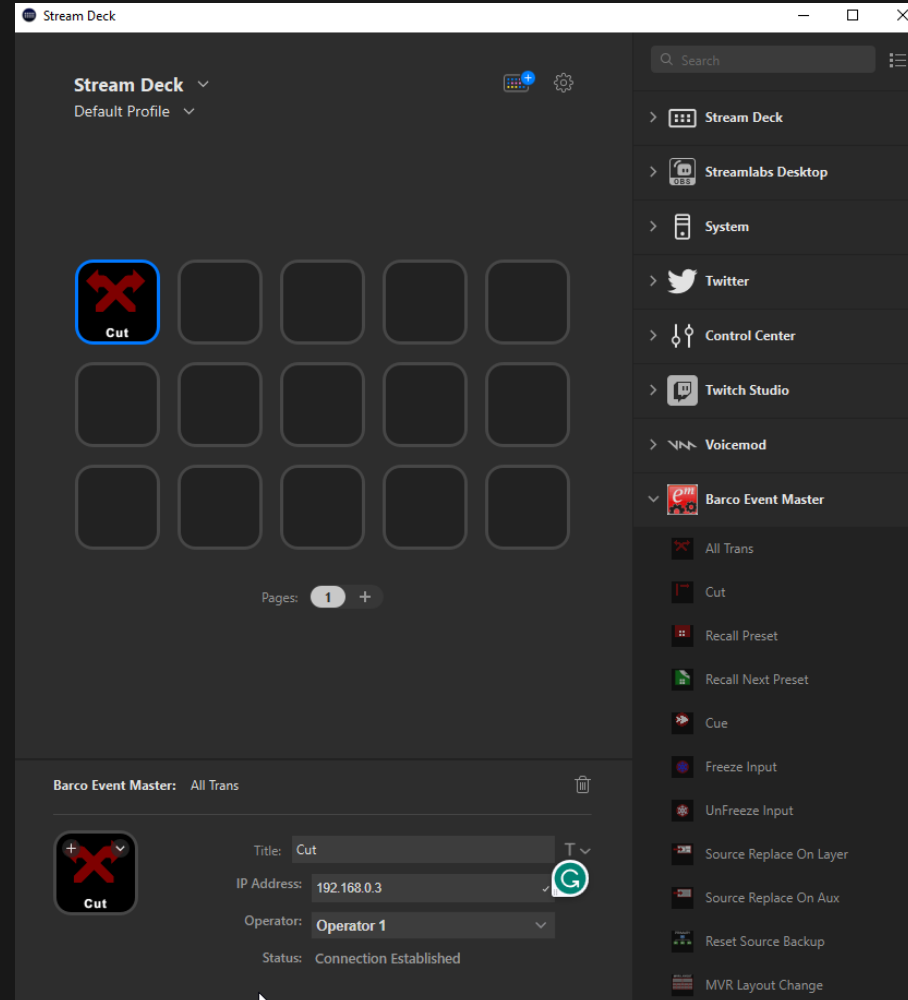 Stream Deck
Stream Deck
Default Profile
Cut
Pages: 1 +
Barco Event Master: All Trans
Cut
Title: Cut
T
G
IP Address: 192.168.0.3
Operator: Operator 1
Status: Connection Established
Search
Stream Deck
OBS
Streamlabs Desktop
System
Twitter
Control Center
Twitch Studio
Voicemod
em
Barco Event Master
All Trans
Cut
Recall Preset
Recall Next Preset
Cue
Freeze Input
UnFreeze Input
Source Replace On Layer
Source Replace On Aux
Reset Source Backup
MVR Layout Change